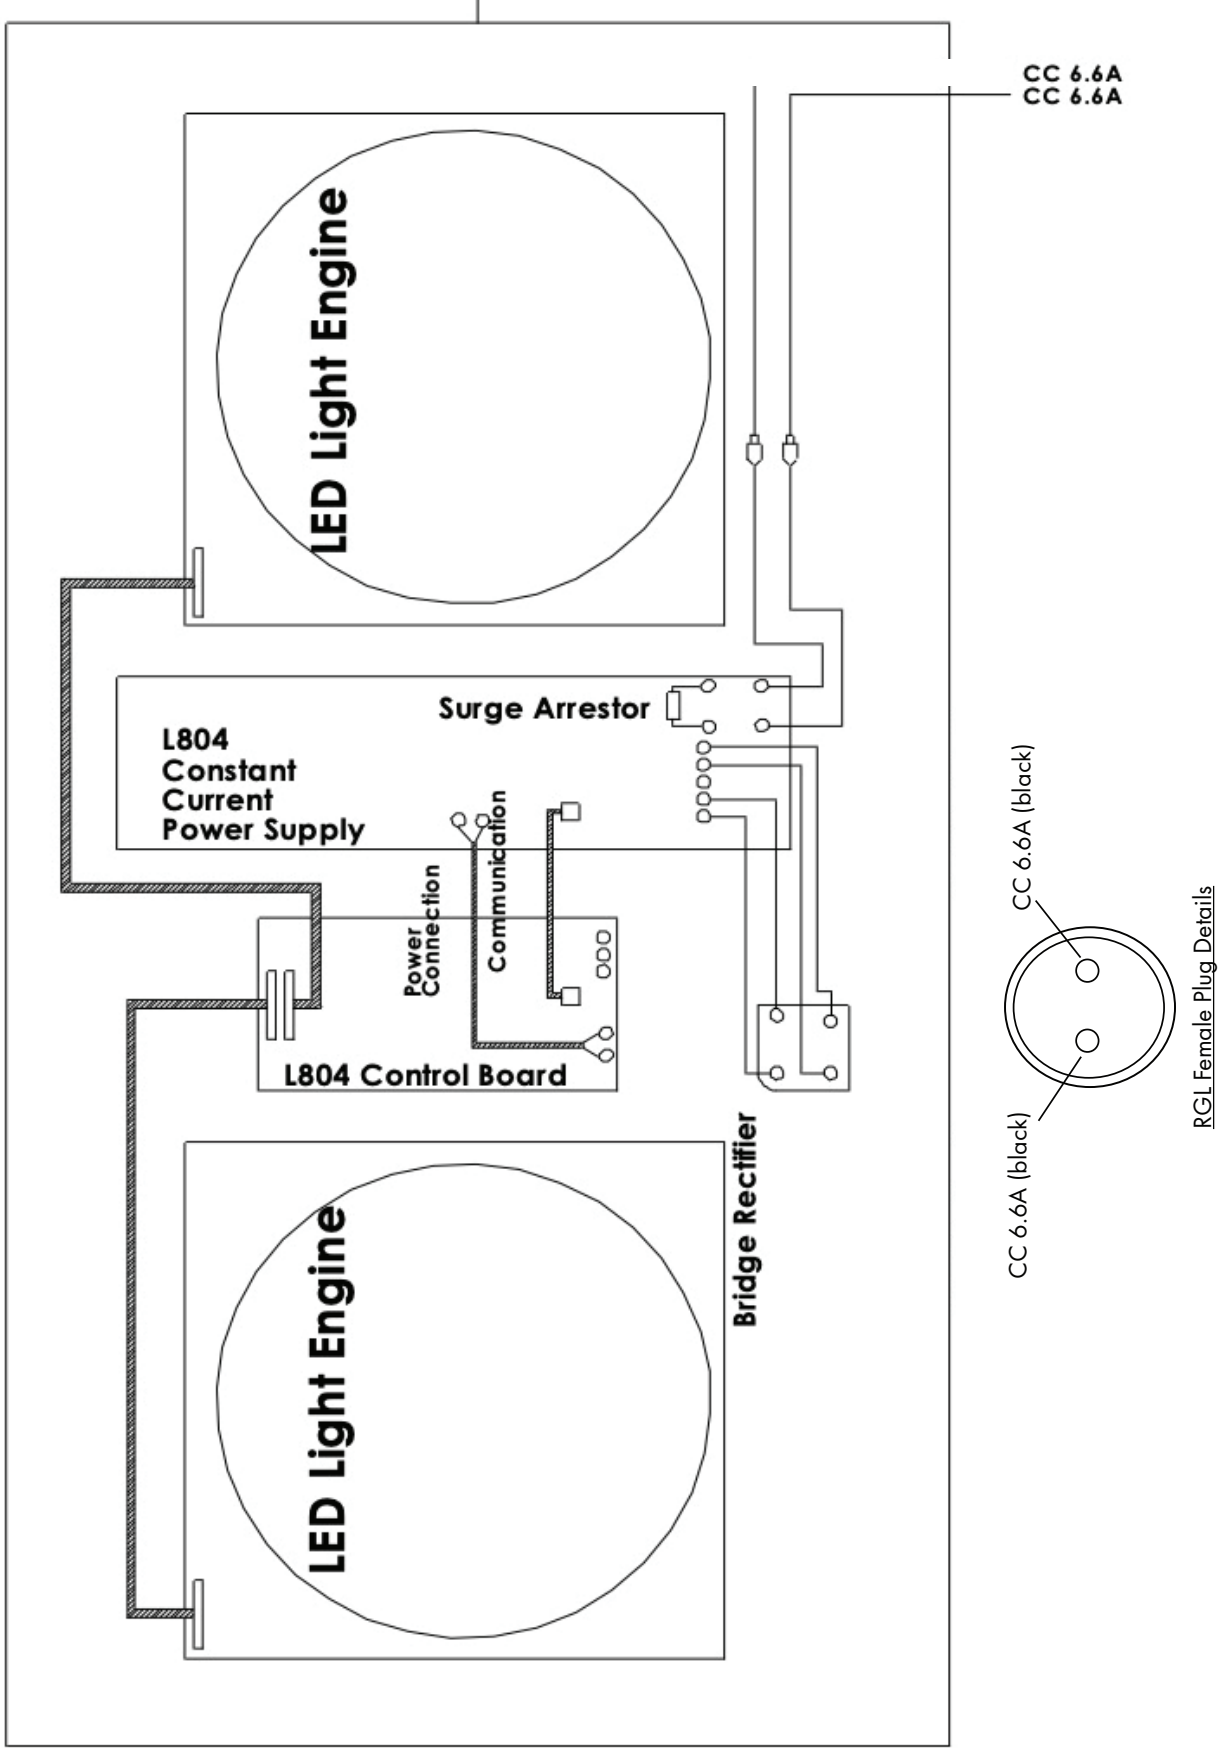 CC 6.6A
CC 6.6A
LED Light Engine
Surge Arrestor
L804
Constant
Current
Power Supply
Power
Connection
Communication
L804 Control Board
Bridge Rectifier
LED Light Engine
CC 6.6A (black)
CC 6.6A (black)
RGL Female Plug Details